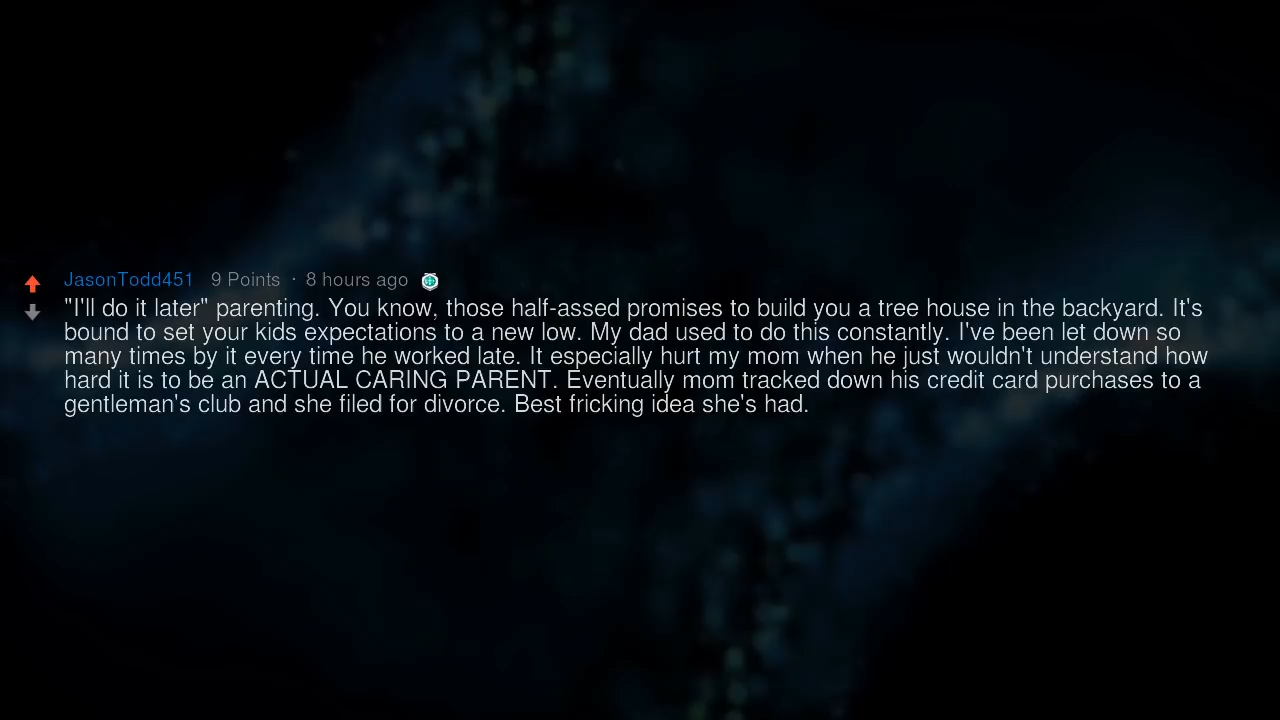 JasonTodd451 9 Points · 8 hours ago
"I'll do it later" parenting. You know, those half-assed promises to build you a tree house in the backyard. It's
bound to set your kids expectations to a new low. My dad used to do this constantly. I've been let down so
many times by it every time he worked late. It especially hurt my mom when he just wouldn't understand how
hard it is to be an ACTUAL CARING PARENT. Eventually mom tracked down his credit card purchases to a
gentleman's club and she filed for divorce. Best fricking idea she's had.